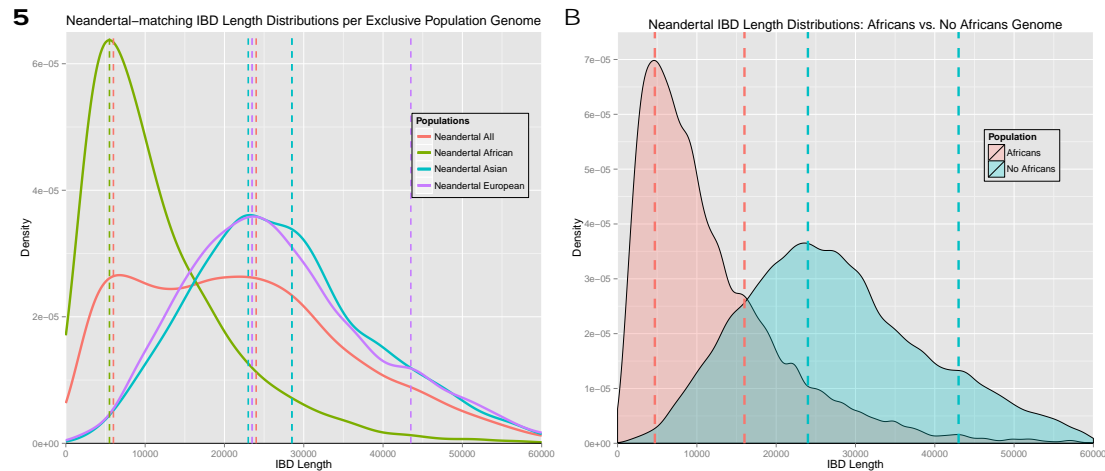 5
Neandertal−matching IBD Length Distributions per Exclusive Population Genome
6e−05
4e−05
2e−05
0e+00
Density
0
10000
20000
30000
40000
50000
60000
IBD Length
Populations
Neandertal All
Neandertal African
Neandertal Asian
Neandertal European
B
Neandertal IBD Length Distributions: Africans vs. No Africans Genome
7e−05
6e−05
5e−05
4e−05
3e−05
2e−05
1e−05
0e+00
Density
0
10000
20000
30000
40000
50000
60000
IBD Length
Population
Africans
No Africans